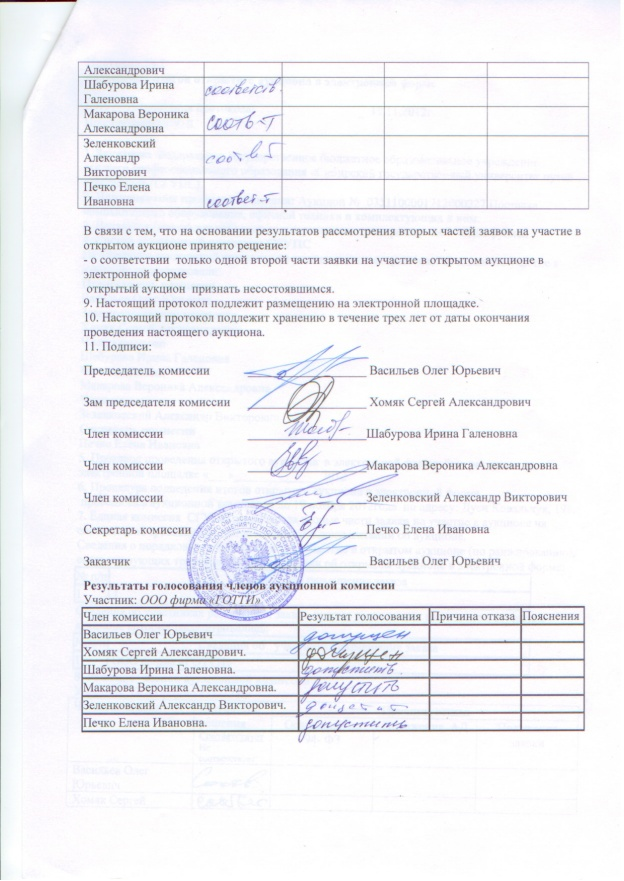 Александрович
Шабурова Ирина соответств.
Галеновна
Макарова Вероника соотв-т
Александровна
Зеленковский
Александр соотв т
Викторович
Печко Елена
Ивановна соответ-т
В связи с тем, что на основании результатов рассмотрения вторых частей заявок на участие в
открытом аукционе принято рецение:
- о соответствии только одной второй части заявки на участие в открытом аукционе в
электронной форме
открытый аукцион признать несостоявшимся.
9. Настоящий протокол подлежит размещению на электронной площадке.
10. Настоящий протокол подлежит хранению в течение трех лет от даты окончания
проведения настоящего аукциона.
11. Подписи:
Председатель комиссии Васильев Олег Юрьевич
Зам председателя комиссии Хомяк Сергей Александрович
Член комиссии Шабурова Ирина Галеновна
Член комиссии Макарова Вероника Александровна
Член комиссии Зеленковский Александр Викторович
Секретарь комиссии Печко Елена Ивановна
Заказчик Васильев Олег Юрьевич
Результаты голосования членов аукционной комиссии
Участник: ООО фирма «ГОТТИ»
Член комиссии Результат голосования Причина отказа Пояснения
Васильев Олег Юрьевич допущен
Хомяк Сергей Александрович. допущен
Шабурова Ирина Галеновна. допустить.
Макарова Вероника Александровна. допустить
Зеленковский Александр Викторович.
Печко Елена Ивановна. допустить